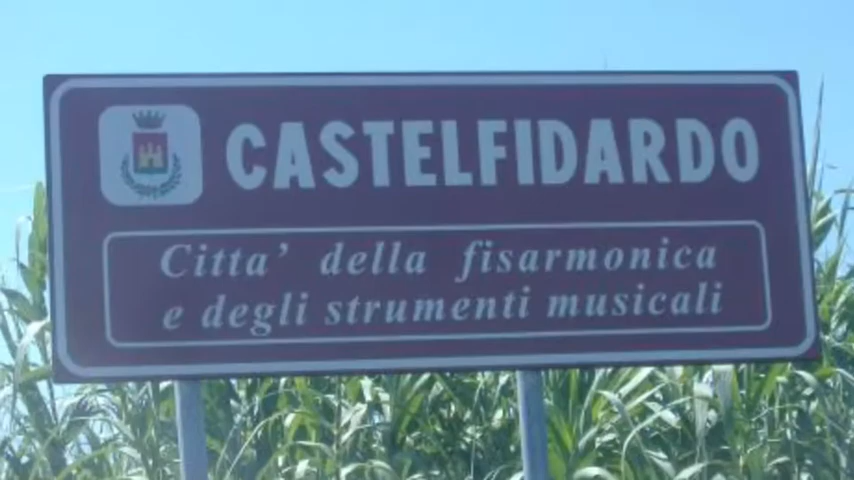 CASTELFIDARDO
Citta' della fisarmonica
e degli strumenti musicali